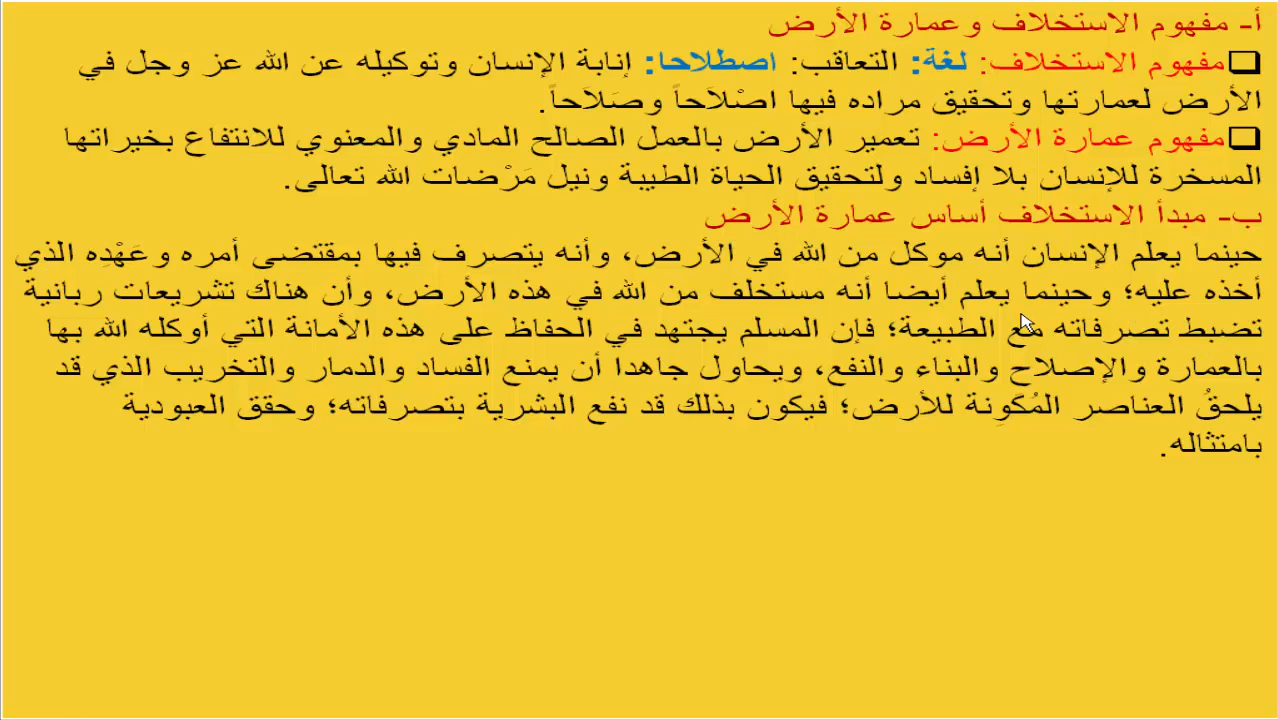 أ- مفهوم الاستخلاف وعمارة الأرض
مفهوم الاستخلاف: لغة: التعاقب: اصطلاحا: إنابة الإنسان وتوكيله عن الله عز وجل في
الأرض لعمارتها وتحقيق مراده فيها اصْلَاحاً وصَلَاحاً.
مفهوم عمارة الأرض: تعمير الأرض بالعمل الصالح المادي والمعنوي للانتفاع بخيراتها
المسخرة للإنسان بلا إفساد ولتحقيق الحياة الطيبة ونيل مَرْضات الله تعالى.
ب- مبدأ الاستخلاف أساس عمارة الأرض
حينما يعلم الإنسان أنه موكل من الله في الأرض، وأنه يتصرف فيها بمقتضى أمره وعَهْدِه الذي
أخذه عليه؛ وحينما يعلم أيضا أنه مستخلف من الله في هذه الأرض، وأن هناك تشريعات ربانية
تضبط تصرفاته مع الطبيعة؛ فإن المسلم يجتهد في الحفاظ على هذه الأمانة التي أوكله الله بها
بالعمارة والإصلاح والبناء والنفع، ويحاول جاهدا أن يمنع الفساد والدمار والتخريب الذي قد
يلحقُ العناصر المُكَوِنة للأرض؛ فيكون بذلك قد نفع البشرية بتصرفاته؛ وحقق العبودية
بامتثاله.